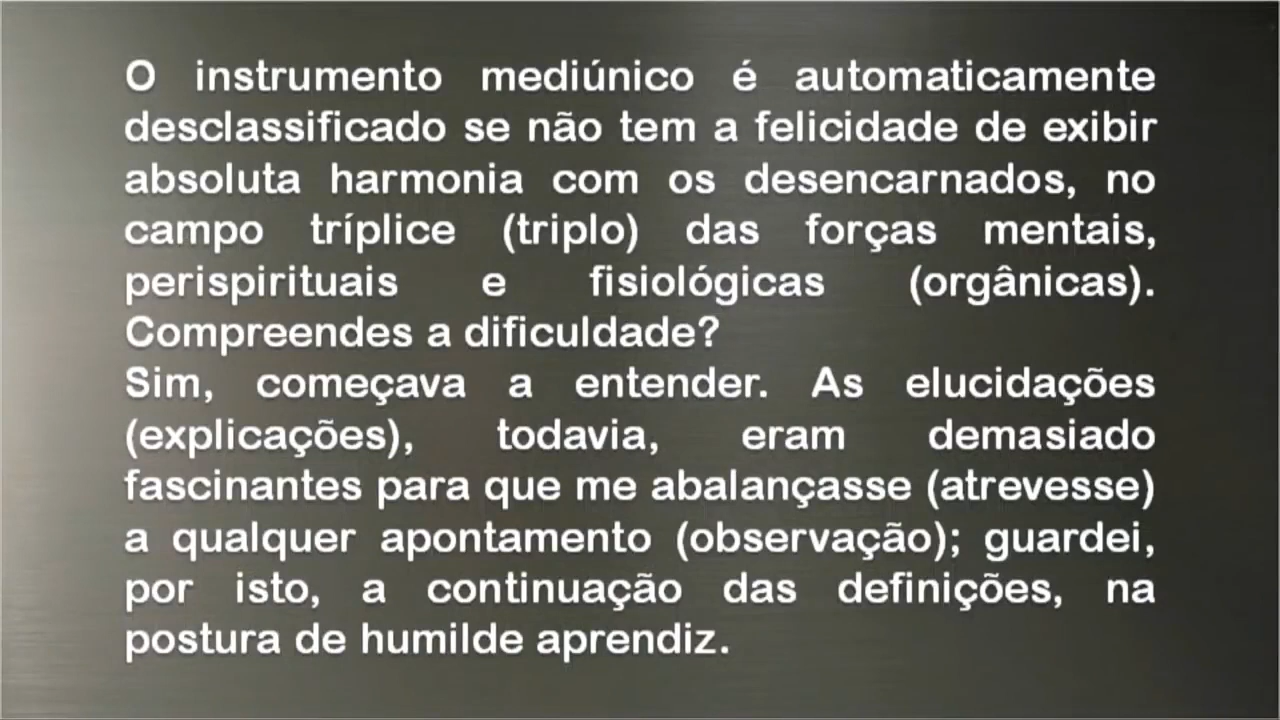 O instrumento mediúnico é automaticamente
desclassificado se não tem a felicidade de exibir
absoluta harmonia com os desencarnados, no
campo tríplice (triplo) das forças mentais,
perispirituais e fisiológicas (orgânicas).
Compreendes a dificuldade?
Sim, começava a entender. As elucidações
(explicações), todavia, eram demasiado
fascinantes para que me abalançasse (atrevesse)
a qualquer apontamento (observação); guardei,
por isto, a continuação das definições, na
postura de humilde aprendiz.